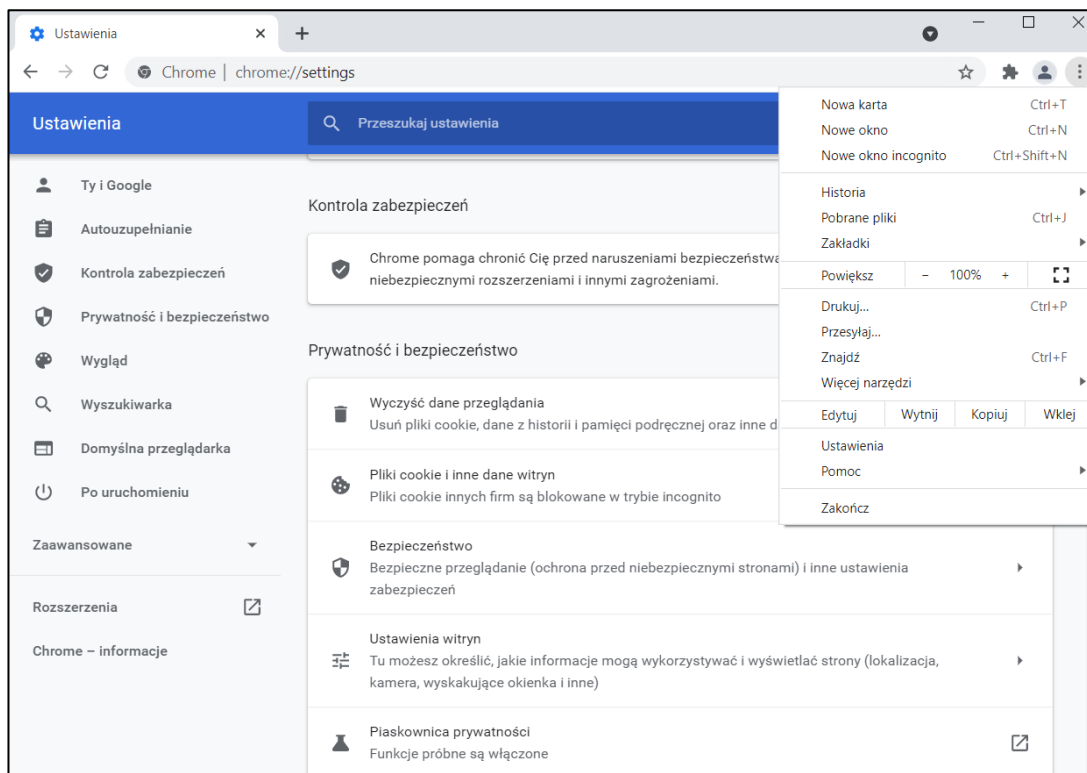 Ustawienia
Chrome | chrome://settings
Ustawienia
Przeszukaj ustawienia
Ty i Google
Autouzupełnianie
Kontrola zabezpieczeń
Prywatność i bezpieczeństwo
Wygląd
Wyszukiwarka
Domyślna przeglądarka
Po uruchomieniu
Zaawansowane
Rozszerzenia
Chrome – informacje
Kontrola zabezpieczeń
Chrome pomaga chronić Cię przed naruszeniami bezpieczeństwa
niebezpiecznymi rozszerzeniami i innymi zagrożeniami.
Prywatność i bezpieczeństwo
Wyczyść dane przeglądania
Usuń pliki cookie, dane z historii i pamięci podręcznej oraz inne d
Pliki cookie i inne dane witryn
Pliki cookie innych firm są blokowane w trybie incognito
Bezpieczeństwo
Bezpieczne przeglądanie (ochrona przed niebezpiecznymi stronami) i inne ustawienia
zabezpieczeń
Ustawienia witryn
Tu możesz określić, jakie informacje mogą wykorzystywać i wyświetlać strony (lokalizacja,
kamera, wyskakujące okienka i inne)
Piaskownica prywatności
Funkcje próbne są włączone
Nowa karta Ctrl+T
Nowe okno Ctrl+N
Nowe okno incognito Ctrl+Shift+N
Historia
Pobrane pliki Ctrl+J
Zakładki
Powiększ - 100% +
Drukuj... Ctrl+P
Przesyłaj...
Znajdź Ctrl+F
Więcej narzędzi
Edytuj Wytnij Kopiuj Wklej
Ustawienia
Pomoc
Zakończ